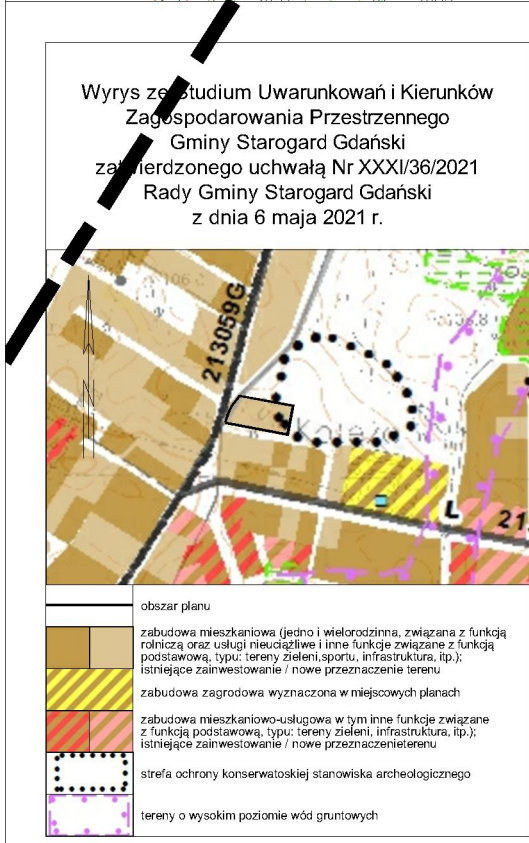 Wyrys ze Studium Uwarunkowań i Kierunków
Zagospodarowania Przestrzennego
Gminy Starogard Gdański
zatwierdzonego uchwałą Nr XXXI/36/2021
Rady Gminy Starogard Gdański
z dnia 6 maja 2021 r.
213059G
L
obszar planu
zabudowa mieszkaniowa (jedno i wielorodzinna, związana z funkcją
rolniczą oraz usługi nieuciążliwe i inne funkcje związane z funkcją
podstawową, typu: tereny zieleni,sportu, infrastruktura, itp.);
istniejące zainwestowanie / nowe przeznaczenie terenu
zabudowa zagrodowa wyznaczona w miejscowych planach
zabudowa mieszkaniowo-usługowa w tym inne funkcje związane
z funkcją podstawową, typu: tereny zieleni, infrastruktura, itp.);
istniejące zainwestowanie / nowe przeznaczenieterenu
strefa ochrony konserwatoskiej stanowiska archeologicznego
tereny o wysokim poziomie wód gruntowych